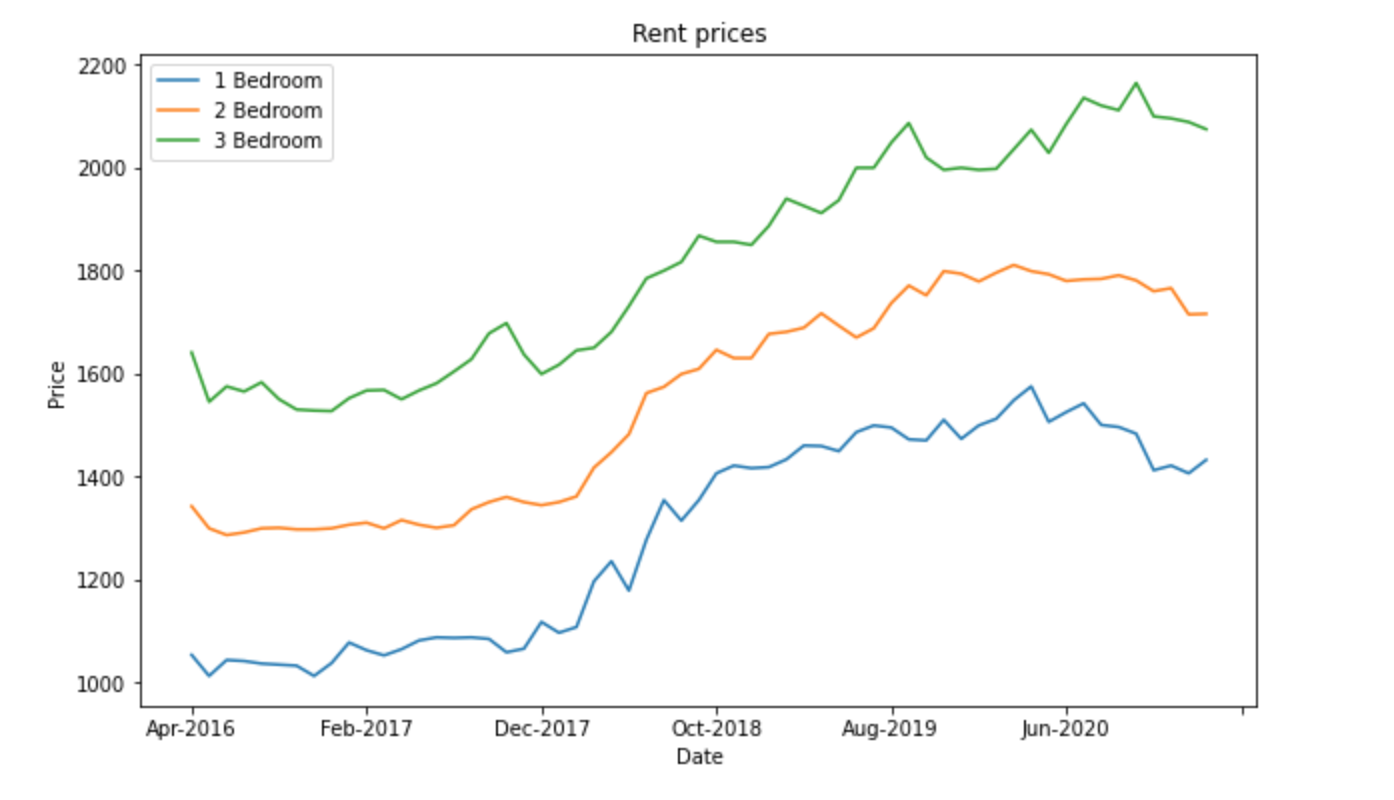 Rent prices
2200
2000
1800
1600
1400
1200
1000
Price
1 Bedroom
2 Bedroom
3 Bedroom
Apr-2016 Feb-2017 Dec-2017 Oct-2018 Aug-2019 Jun-2020
Date